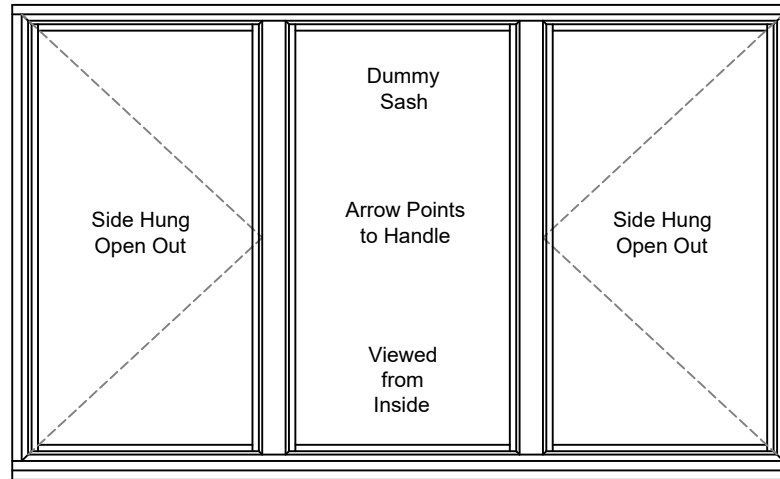 Dummy
Sash
Side Hung
Open Out
Arrow Points
to Handle
Side Hung
Open Out
Viewed
from
Inside